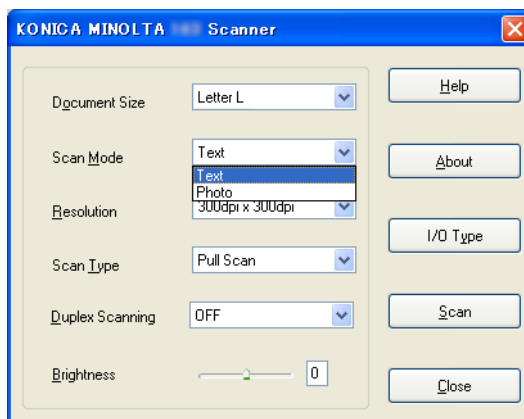 KONICA MINOLTA Scanner
Document Size
Letter L
Help
Scan Mode
Text
Text
Photo
About
Resolution
300dpi x 300dpi
I/O Type
Scan Type
Pull Scan
Duplex Scanning
OFF
Scan
Brightness
0
Close